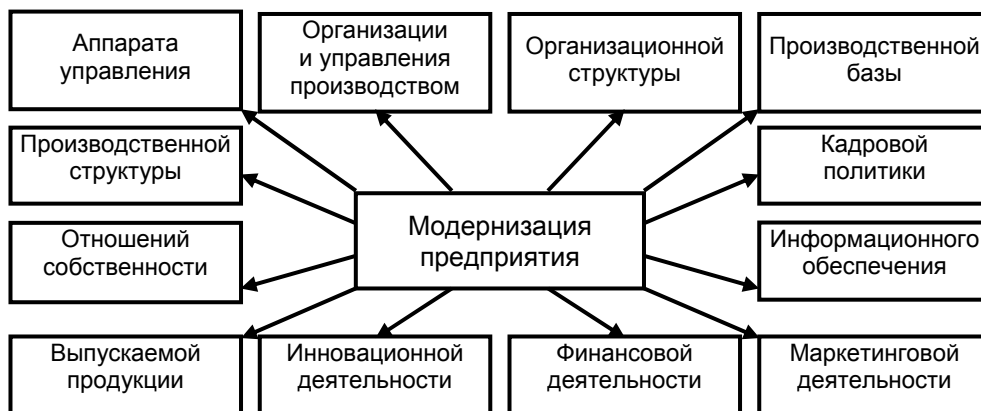 Аппарата
управления
Организации
и управления
производством
Организационной
структуры
Производственной
базы
Производственной
структуры
Кадровой
политики
Модернизация
предприятия
Отношений
собственности
Информационного
обеспечения
Выпускаемой
продукции
Инновационной
деятельности
Финансовой
деятельности
Маркетинговой
деятельности